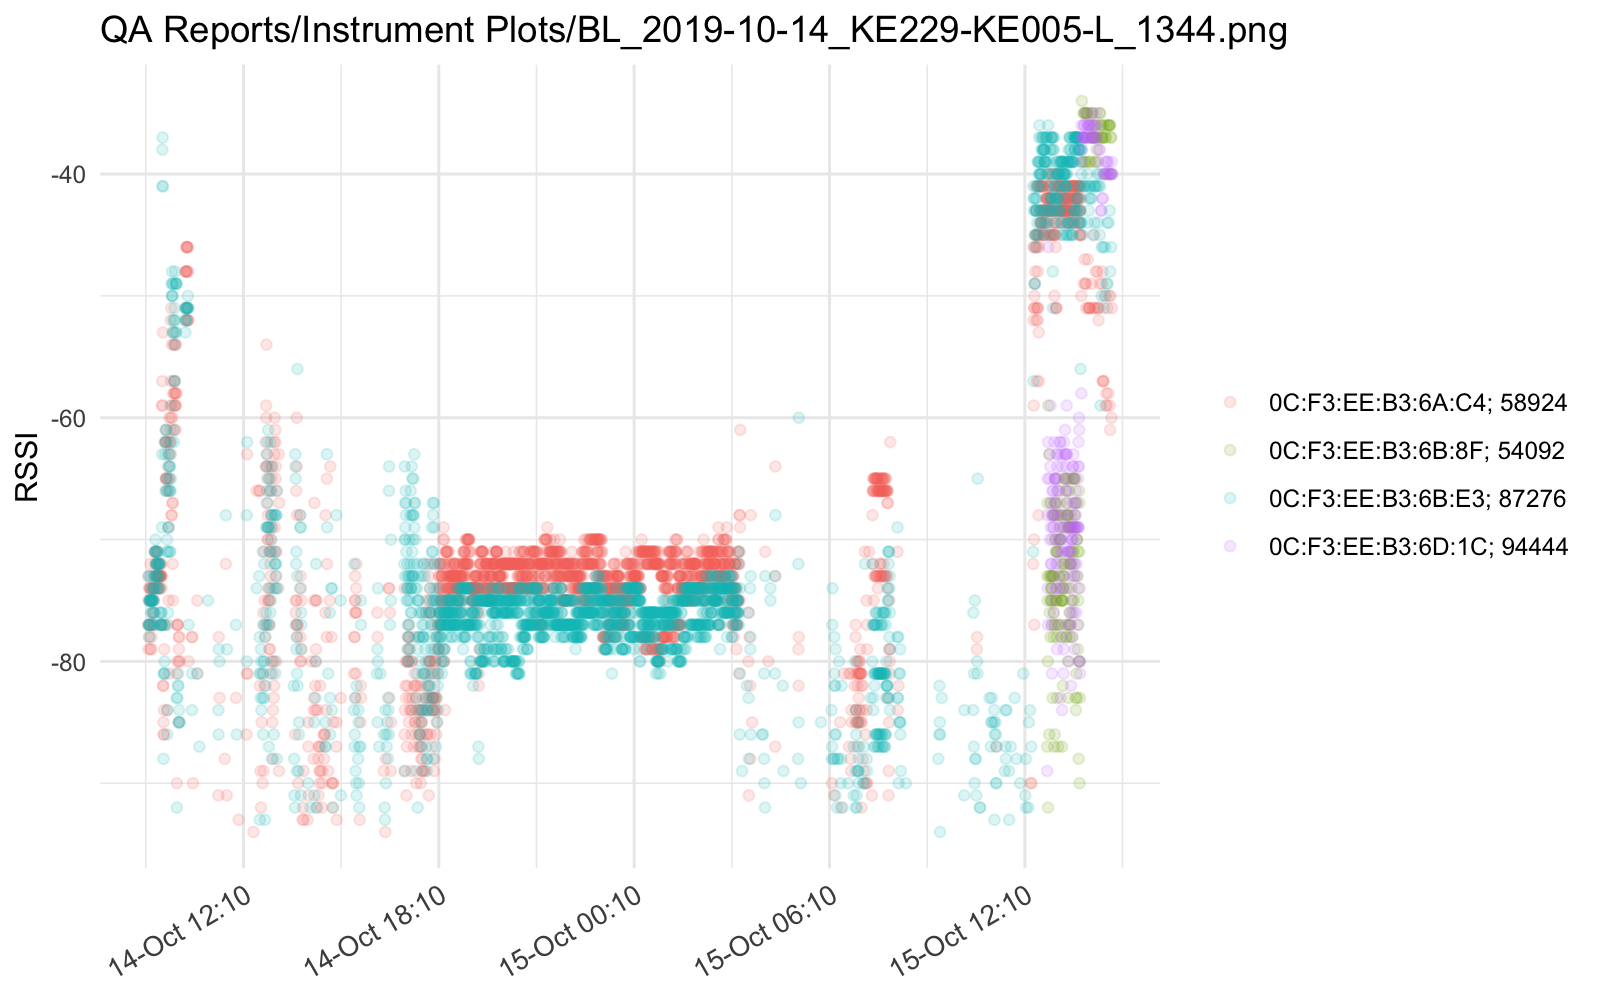 QA Reports/Instrument Plots/BL_2019-10-14_KE229-KE005-L_1344.png
-40
-60
-80
RSSI
14-Oct 12:10
14-Oct 18:10
15-Oct 00:10
15-Oct 06:10
15-Oct 12:10
0C:F3:EE:B3:6A:C4; 58924
0C:F3:EE:B3:6B:8F; 54092
0C:F3:EE:B3:6B:E3; 87276
0C:F3:EE:B3:6D:1C; 94444